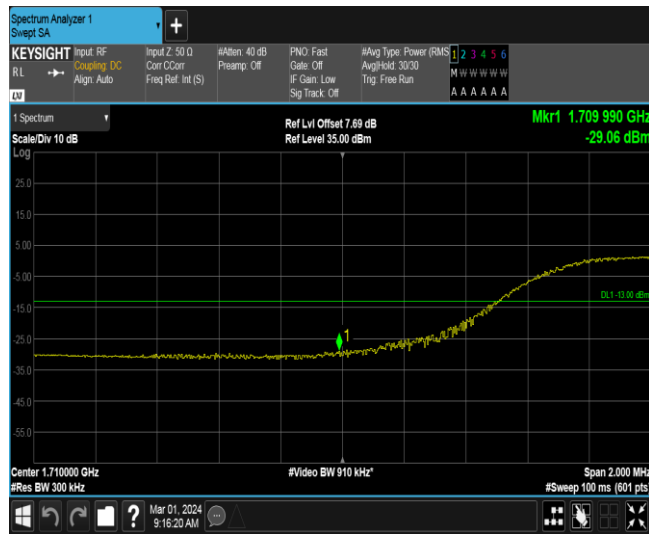 Spectrum Analyzer 1
Swept SA
+
KEYSIGHT
RL
LXI
Input: RF
Coupling: DC
Align: Auto
Input Z: 50 Ω
Corr CCorr
Freq Ref: Int (S)
#Atten: 40 dB
Preamp: Off
PNO: Fast
Gate: Off
IF Gain: Low
Sig Track: Off
#Avg Type: Power (RMS
Avg|Hold: 30/30
Trig: Free Run
1 2 3 4 5 6
M W W W W W
A A A A A A
1 Spectrum
Scale/Div 10 dB
Log
Ref Lvl Offset 7.69 dB
Ref Level 35.00 dBm
Mkr1 1.709 990 GHz
-29.06 dBm
25.0
15.0
5.00
-5.00
-15.0
-25.0
-35.0
-45.0
-55.0
DL1 -13.00 dBm
1
Center 1.710000 GHz
#Res BW 300 kHz
#Video BW 910 kHz*
Span 2.000 MHz
#Sweep 100 ms (601 pts)
?
Mar 01, 2024
9:16:20 AM